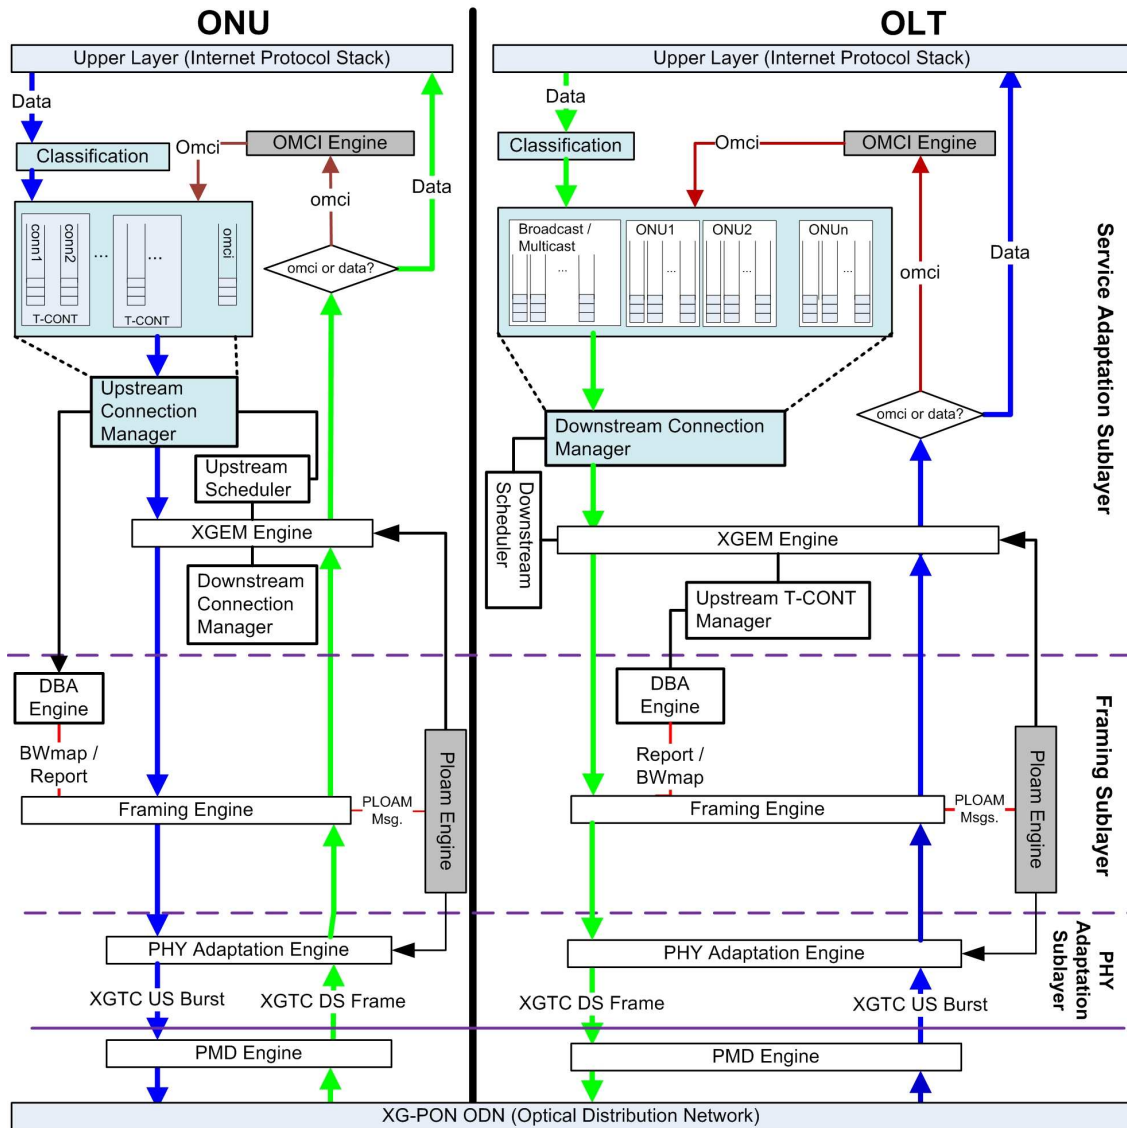 ONU
Upper Layer (Internet Protocol Stack)
Data
Classification
Omci
OMCI Engine
omci
Data
conn1
conn2
...
...
omci
T-CONT
T-CONT
omci or data?
Upstream
Connection
Manager
Upstream
Scheduler
XGEM Engine
Downstream
Connection
Manager
DBA
Engine
BWmap /
Report
Framing Engine
PLOAM
Msg.
Ploam Engine
PHY Adaptation Engine
XGTC US Burst
XGTC DS Frame
PMD Engine
OLT
Upper Layer (Internet Protocol Stack)
Data
Classification
Omci
OMCI Engine
omci
Data
Broadcast /
Multicast
...
ONU1
...
ONU2
...
ONUn
...
omci or data?
Downstream Connection
Manager
Downstream
Scheduler
XGEM Engine
Upstream T-CONT
Manager
DBA
Engine
Report /
BWmap
Framing Engine
PLOAM
Msgs.
Ploam Engine
PHY Adaptation Engine
XGTC DS Frame
XGTC US Burst
PMD Engine
Service Adaptation Sublayer
Framing Sublayer
PHY
Adaptation
Sublayer
XG-PON ODN (Optical Distribution Network)